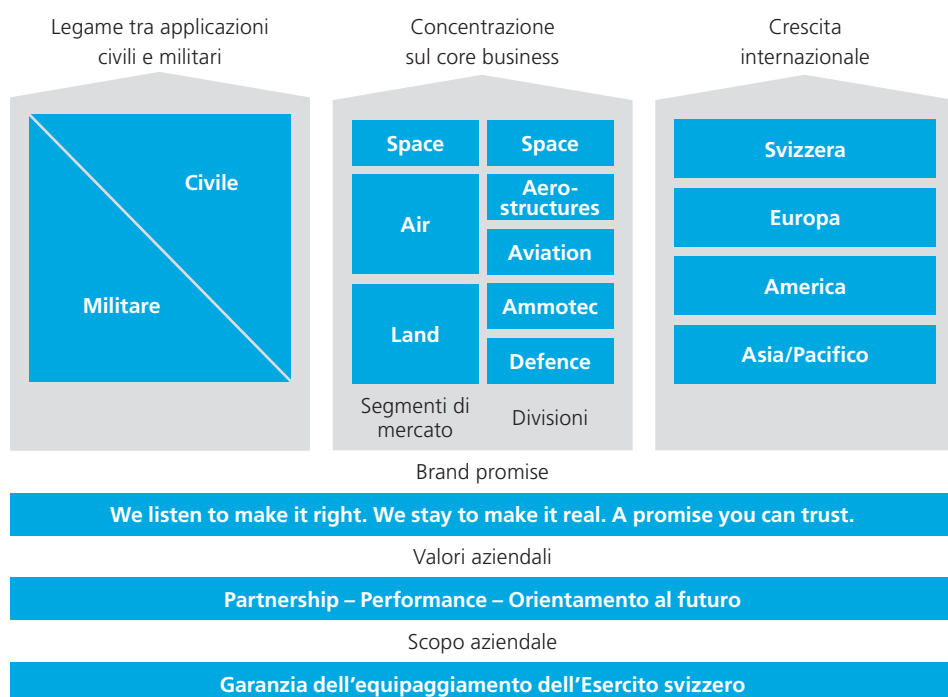 Legame tra applicazioni
civili e militari
Civile
Militare
Concentrazione
sul core business
Space
Air
Land
Segmenti di
mercato
Space
Aero-
structures
Aviation
Ammotec
Defence
Divisioni
Crescita
internazionale
Svizzera
Europa
America
Asia/Pacifico
Brand promise
We listen to make it right. We stay to make it real. A promise you can trust.
Valori aziendali
Partnership – Performance – Orientamento al futuro
Scopo aziendale
Garanzia dell’equipaggiamento dell’Esercito svizzero